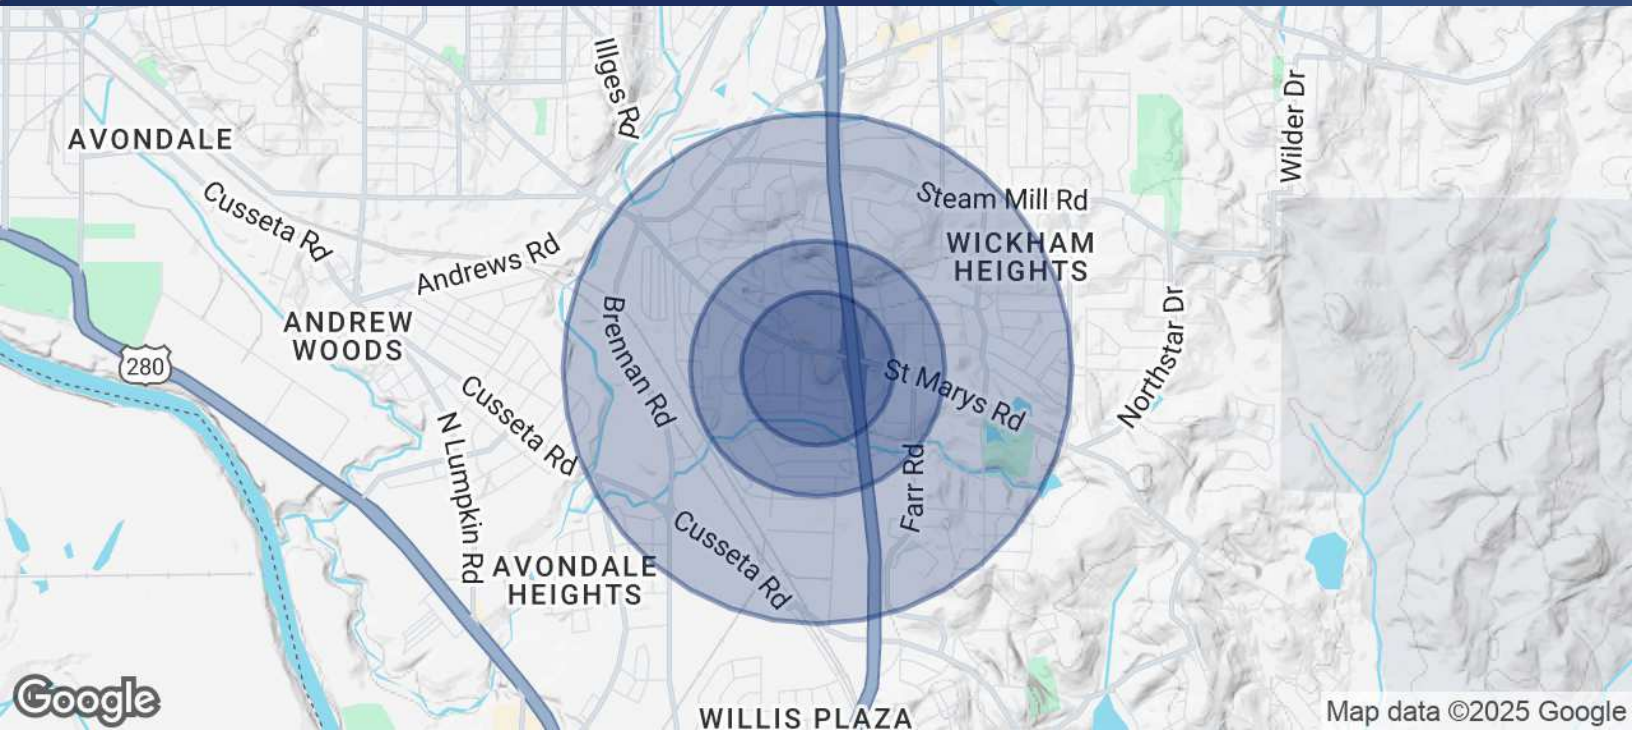 Illges Rd
Wilder Dr
AVONDALE
Cusseta Rd
Steam Mill Rd
Andrews Rd
WICKHAM
HEIGHTS
ANDREW
WOODS
280
Brennan Rd
Northstar Dr
St Marys Rd
Cusseta Rd
N Lumpkin Rd
Farr Rd
Cusseta Rd
AVONDALE
HEIGHTS
Google
WILLIS PLAZA
Map data ©2025 Google